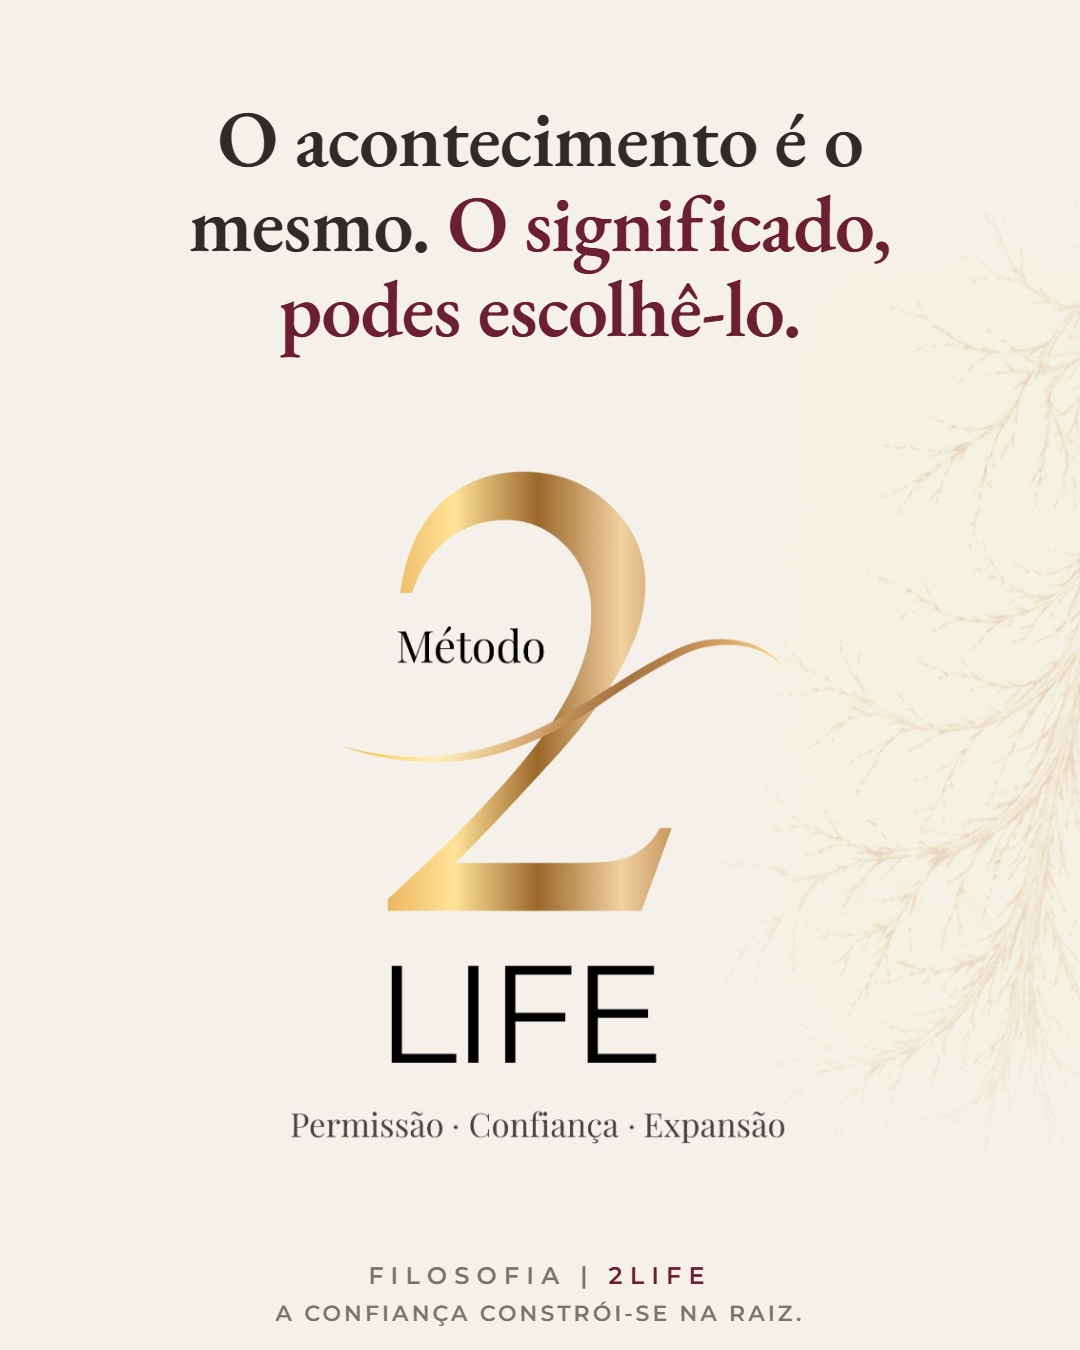 O acontecimento é o
mesmo. O significado,
podes escolhê-lo.
Método
2
LIFE
Permissão · Confiança · Expansão
FILOSOFIA | 2LIFE
A CONFIANÇA CONSTRÓI-SE NA RAIZ.